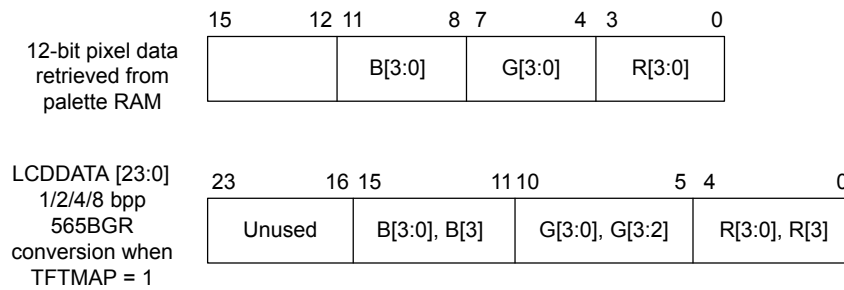 15 12 11 8 7 4 3 0
12-bit pixel data
retrieved from
palette RAM
B[3:0] G[3:0] R[3:0]
LCDDATA [23:0]
1/2/4/8 bpp
565BGR
conversion when
TFTMAP = 1
23 16 15 11 10 5 4 0
Unused B[3:0], B[3] G[3:0], G[3:2] R[3:0], R[3]